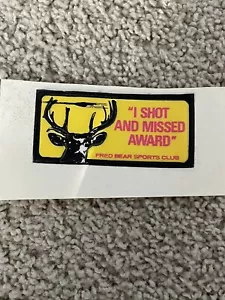 "I SHOT
AND MISSED
AWARD"
FRED BEAR SPORTS CLUB